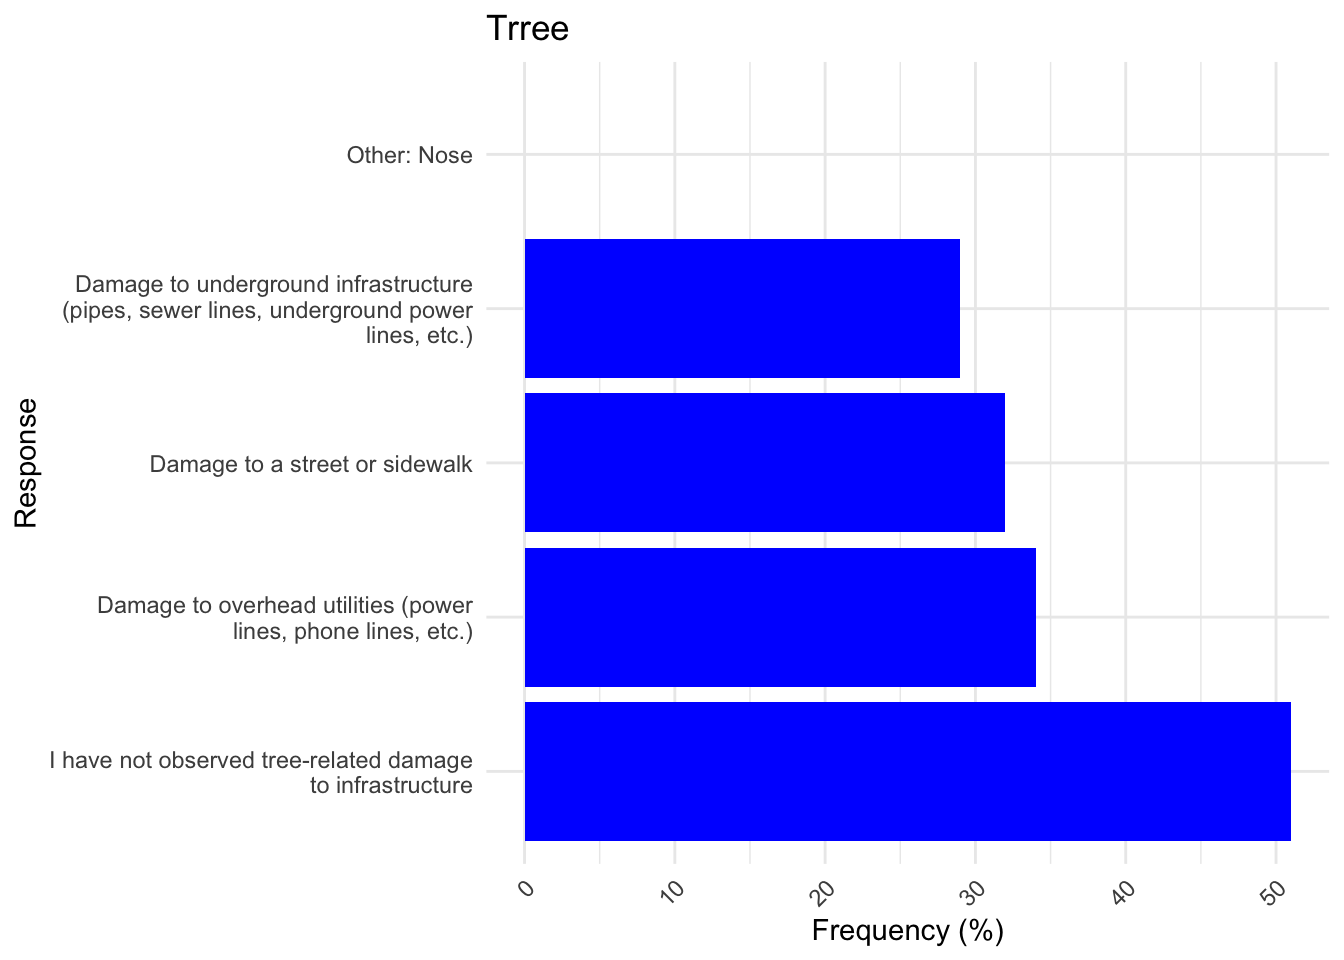 Trree
Other: Nose
Damage to underground infrastructure
(pipes, sewer lines, underground power
lines, etc.)
Damage to a street or sidewalk
Damage to overhead utilities (power
lines, phone lines, etc.)
I have not observed tree-related damage
to infrastructure
Response
0 10 20 30 40 50
Frequency (%)